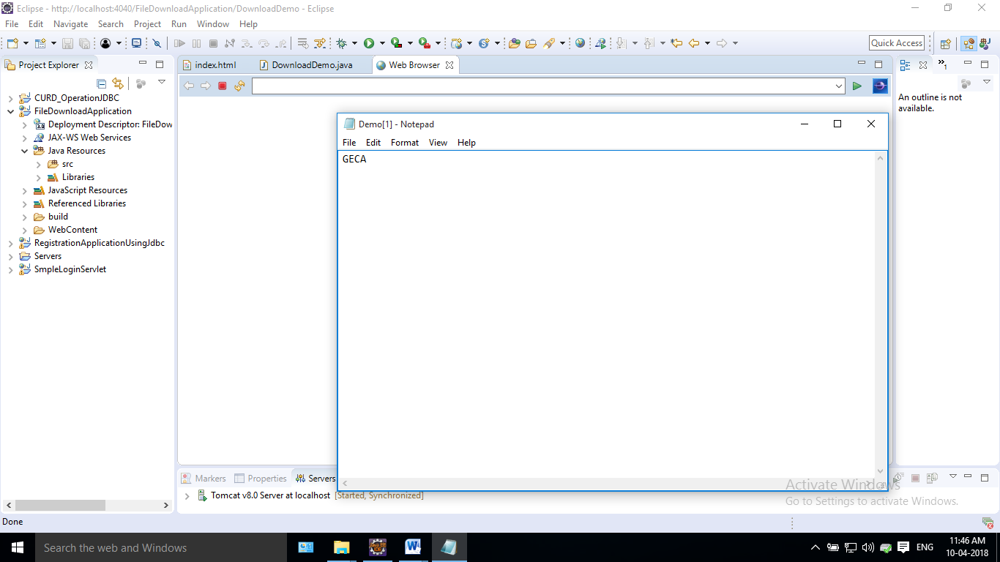 Eclipse - http://localhost:4040/FileDownloadApplication/DownloadDemo - Eclipse
File Edit Navigate Search Project Run Window Help
Quick Access
Project Explorer
index.html DownloadDemo.java Web Browser
CURD_OperationJDBC
FileDownloadApplication
3.0 Deployment Descriptor: FileDow
JAX-WS Web Services
Java Resources
src
Libraries
JavaScript Resources
Referenced Libraries
build
WebContent
RegistrationApplicationUsingJdbc
Servers
SmpleLoginServlet
Demo[1] - Notepad
File Edit Format View Help
GECA
1
An outline is not
available.
Markers Properties Servers
Tomcat v8.0 Server at localhost [Started, Synchronized]
Activate Windows
Go to Settings to activate Windows.
Done
Search the web and Windows
ENG
11:46 AM
10-04-2018